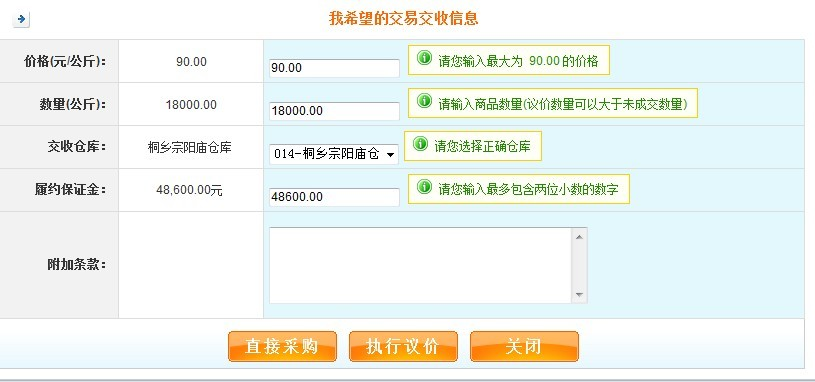 我希望的交易交收信息
价格(元/公斤)： 90.00 90.00 请您输入最大为 90.00 的价格
数量(公斤)： 18000.00 18000.00 请输入商品数量(议价数量可以大于未成交数量)
交收仓库： 桐乡宗阳庙仓库 014-桐乡宗阳庙仓 请您选择正确仓库
履约保证金： 48,600.00元 48600.00 请您输入最多包含两位小数的数字
附加条款：
直接采购 执行议价 关闭